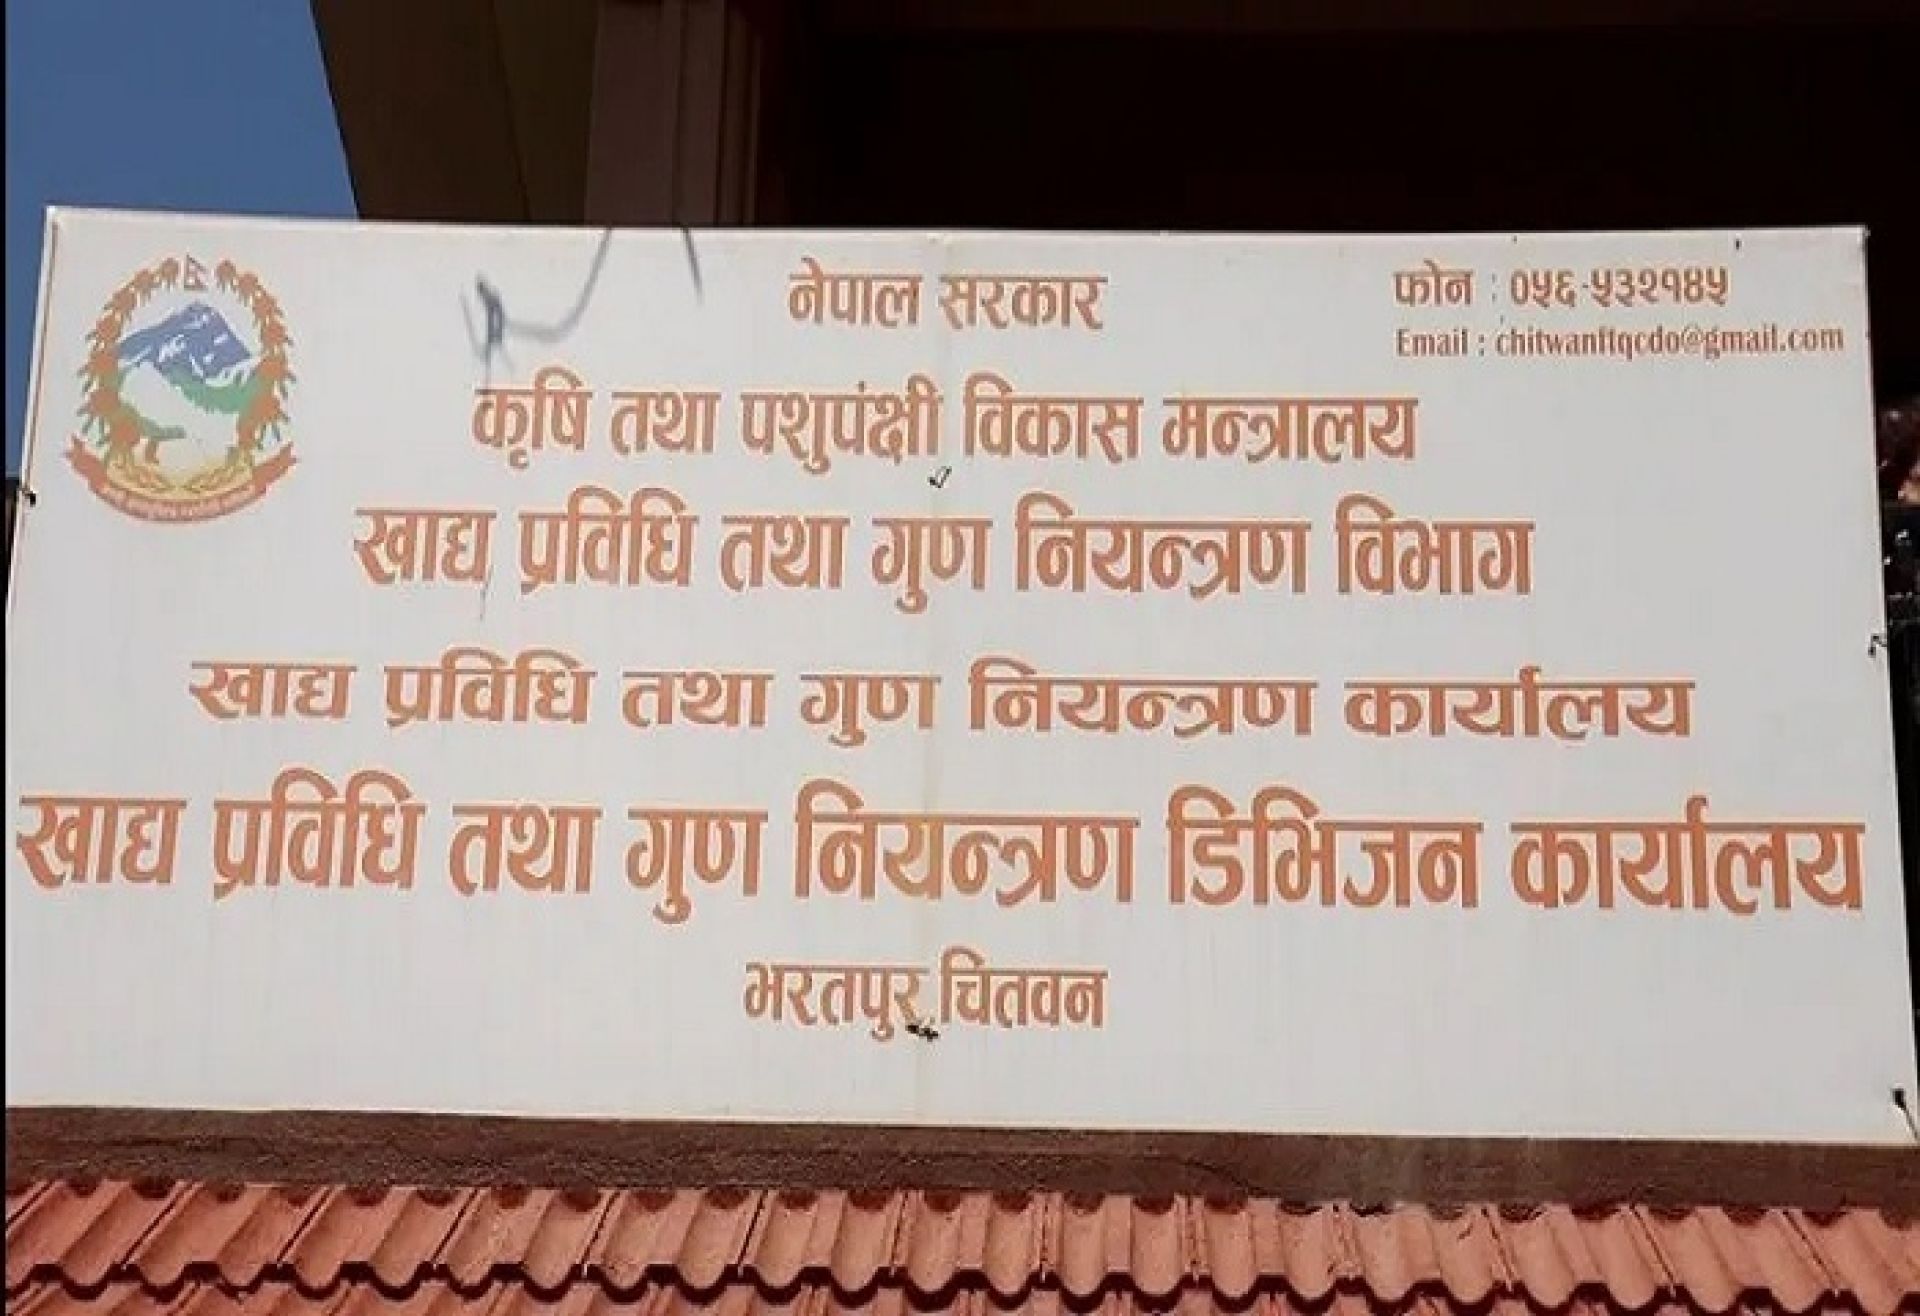 नेपाल सरकार
फोन : ०५६-५३२१४५
Email : chitwanftqcdo@gmail.com
कृषि तथा पशुपंक्षी विकास मन्त्रालय
खाद्य प्रविधि तथा गुण नियन्त्रण विभाग
खाद्य प्रविधि तथा गुण नियन्त्रण कार्यालय
खाद्य प्रविधि तथा गुण नियन्त्रण डिभिजन कार्यालय
भरतपुर, चितवन